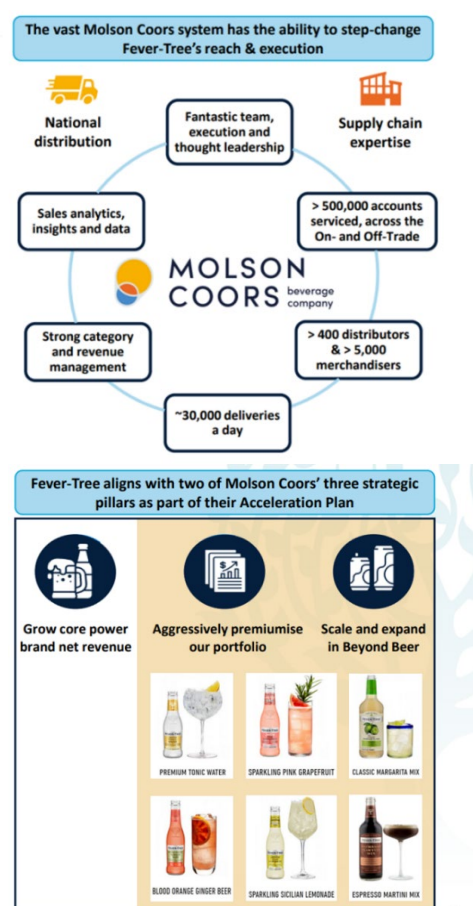 The vast Molson Coors system has the ability to step-change
Fever-Tree's reach & execution
National
distribution
Fantastic team,
execution and
thought leadership
Supply chain
expertise
Sales analytics,
insights and data
> 500,000 accounts
serviced, across the
On- and Off-Trade
MOLSON
COORS beverage
company
Strong category
and revenue
management
> 400 distributors
& > 5,000
merchandisers
~30,000 deliveries
a day
Fever-Tree aligns with two of Molson Coors' three strategic
pillars as part of their Acceleration Plan
Grow core power
brand net revenue
Aggressively premiumise
our portfolio
Scale and expand
in Beyond Beer
PREMIUM TONIC WATER
SPARKLING PINK GRAPEFRUIT
CLASSIC MARGARITA MIX
BLOOD ORANGE GINGER BEER
SPARKLING SICILIAN LEMONADE
ESPRESSO MARTINI MIX